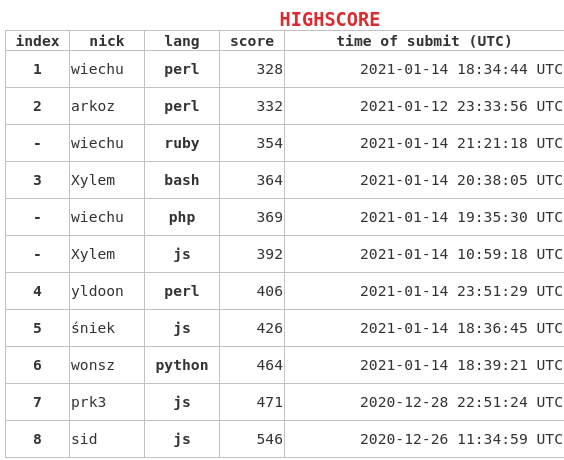 HIGHSCORE
index nick lang score time of submit (UTC)
1 wiechu perl 328 2021-01-14 18:34:44 UTC
2 arkoz perl 332 2021-01-12 23:33:56 UTC
- wiechu ruby 354 2021-01-14 21:21:18 UTC
3 Xylem bash 364 2021-01-14 20:38:05 UTC
- wiechu php 369 2021-01-14 19:35:30 UTC
- Xylem js 392 2021-01-14 10:59:18 UTC
4 yldoon perl 406 2021-01-14 23:51:29 UTC
5 śniek js 426 2021-01-14 18:36:45 UTC
6 wonsz python 464 2021-01-14 18:39:21 UTC
7 prk3 js 471 2020-12-28 22:51:24 UTC
8 sid js 546 2020-12-26 11:34:59 UTC